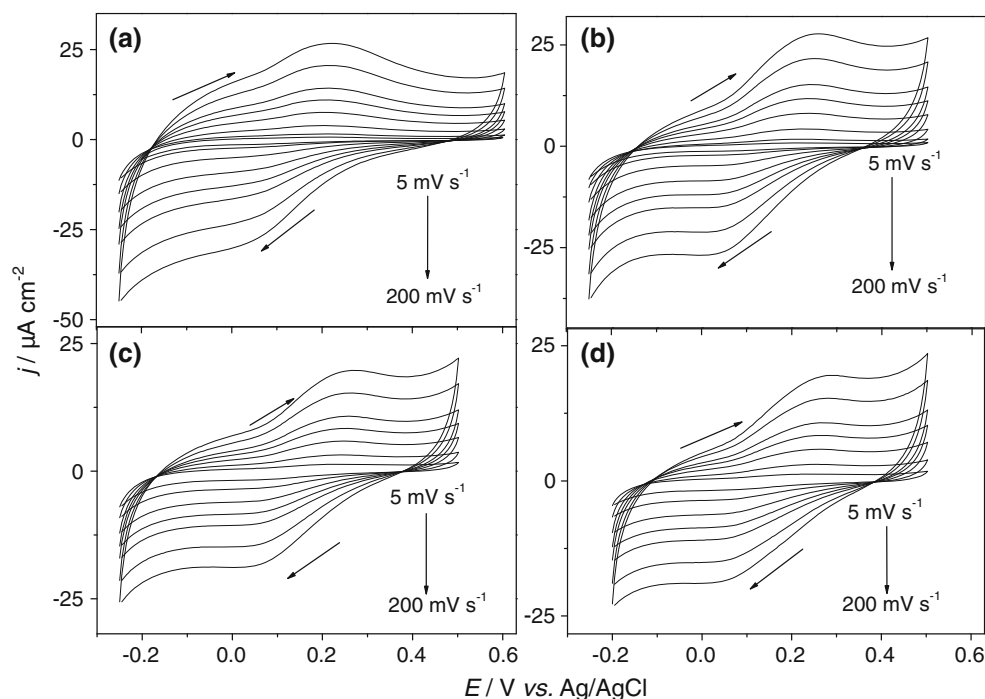 (a)
25
0
-25
-50
5 mV s⁻¹
200 mV s⁻¹
(b)
25
0
-25
5 mV s⁻¹
200 mV s⁻¹
j / µA cm⁻²
(c)
25
0
-25
5 mV s⁻¹
200 mV s⁻¹
-0.2 0.0 0.2 0.4 0.6
(d)
25
0
-25
5 mV s⁻¹
200 mV s⁻¹
-0.2 0.0 0.2 0.4 0.6
E / V vs. Ag/AgCl